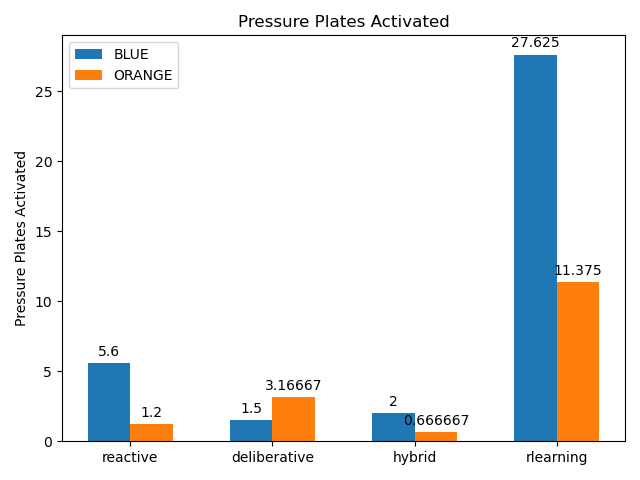 Pressure Plates Activated
BLUE
ORANGE
Pressure Plates Activated
25
20
15
10
5
0
5.6
1.2
1.5
3.16667
2
0.666667
27.625
11.375
reactive
deliberative
hybrid
rlearning